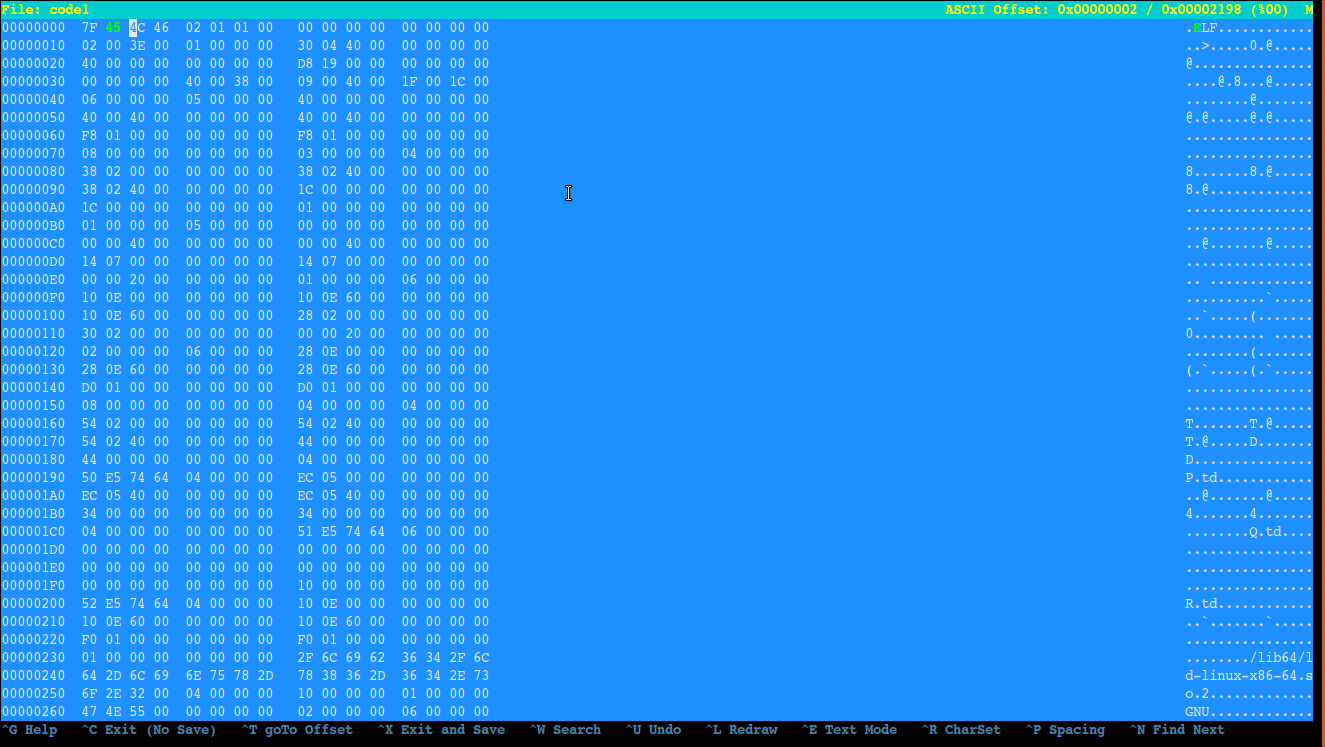 File: code1 ASCII Offset: 0x00000002 / 0x00002198 (%00) M
00000000 7F 45 4C 46 02 01 01 00 00 00 00 00 00 00 00 00 .ELF............
00000010 02 00 3E 00 01 00 00 00 30 04 40 00 00 00 00 00 ..>.....0.@.....
00000020 40 00 00 00 00 00 00 00 D8 19 00 00 00 00 00 00 @...............
00000030 00 00 00 00 40 00 38 00 09 00 40 00 1F 00 1C 00 ....@.8...@.....
00000040 06 00 00 00 05 00 00 00 40 00 00 00 00 00 00 00 ........@.......
00000050 40 00 40 00 00 00 00 00 40 00 40 00 00 00 00 00 @.@.....@.@.....
00000060 F8 01 00 00 00 00 00 00 F8 01 00 00 00 00 00 00 ................
00000070 08 00 00 00 00 00 00 00 03 00 00 00 04 00 00 00 ................
00000080 38 02 00 00 00 00 00 00 38 02 40 00 00 00 00 00 8.......8.@.....
00000090 38 02 40 00 00 00 00 00 1C 00 00 00 00 00 00 00 8.@.............
000000A0 1C 00 00 00 00 00 00 00 01 00 00 00 00 00 00 00 ................
000000B0 01 00 00 00 05 00 00 00 00 00 00 00 00 00 00 00 ................
000000C0 00 00 40 00 00 00 00 00 00 00 40 00 00 00 00 00 ..@.......@.....
000000D0 14 07 00 00 00 00 00 00 14 07 00 00 00 00 00 00 ................
000000E0 00 00 20 00 00 00 00 00 01 00 00 00 06 00 00 00 .. .............
000000F0 10 0E 00 00 00 00 00 00 10 0E 60 00 00 00 00 00 ..........`.....
00000100 10 0E 60 00 00 00 00 00 28 02 00 00 00 00 00 00 ..`.....(.......
00000110 30 02 00 00 00 00 00 00 00 00 20 00 00 00 00 00 0......... .....
00000120 02 00 00 00 06 00 00 00 28 0E 00 00 00 00 00 00 ........(.......
00000130 28 0E 60 00 00 00 00 00 28 0E 60 00 00 00 00 00 (.`.....(.`.....
00000140 D0 01 00 00 00 00 00 00 D0 01 00 00 00 00 00 00 ................
00000150 08 00 00 00 00 00 00 00 04 00 00 00 04 00 00 00 ................
00000160 54 02 00 00 00 00 00 00 54 02 40 00 00 00 00 00 T.......T.@.....
00000170 54 02 40 00 00 00 00 00 44 00 00 00 00 00 00 00 T.@.....D.......
00000180 44 00 00 00 00 00 00 00 04 00 00 00 00 00 00 00 D...............
00000190 50 E5 74 64 04 00 00 00 EC 05 00 00 00 00 00 00 P.td............
000001A0 EC 05 40 00 00 00 00 00 EC 05 40 00 00 00 00 00 ..@.......@.....
000001B0 34 00 00 00 00 00 00 00 34 00 00 00 00 00 00 00 4.......4.......
000001C0 04 00 00 00 00 00 00 00 51 E5 74 64 06 00 00 00 ........Q.td....
000001D0 00 00 00 00 00 00 00 00 00 00 00 00 00 00 00 00 ................
000001E0 00 00 00 00 00 00 00 00 00 00 00 00 00 00 00 00 ................
000001F0 00 00 00 00 00 00 00 00 10 00 00 00 00 00 00 00 ................
00000200 52 E5 74 64 04 00 00 00 10 0E 00 00 00 00 00 00 R.td............
00000210 10 0E 60 00 00 00 00 00 10 0E 60 00 00 00 00 00 ..`.......`.....
00000220 F0 01 00 00 00 00 00 00 F0 01 00 00 00 00 00 00 ................
00000230 01 00 00 00 00 00 00 00 2F 6C 69 62 36 34 2F 6C ......../lib64/l
00000240 64 2D 6C 69 6E 75 78 2D 78 38 36 2D 36 34 2E 73 d-linux-x86-64.s
00000250 6F 2E 32 00 04 00 00 00 10 00 00 00 01 00 00 00 o.2.............
00000260 47 4E 55 00 00 00 00 00 02 00 00 00 06 00 00 00 GNU.............
^G Help ^C Exit (No Save) ^T goTo Offset ^X Exit and Save ^W Search ^U Undo ^L Redraw ^E Text Mode ^R CharSet ^P Spacing ^N Find Next